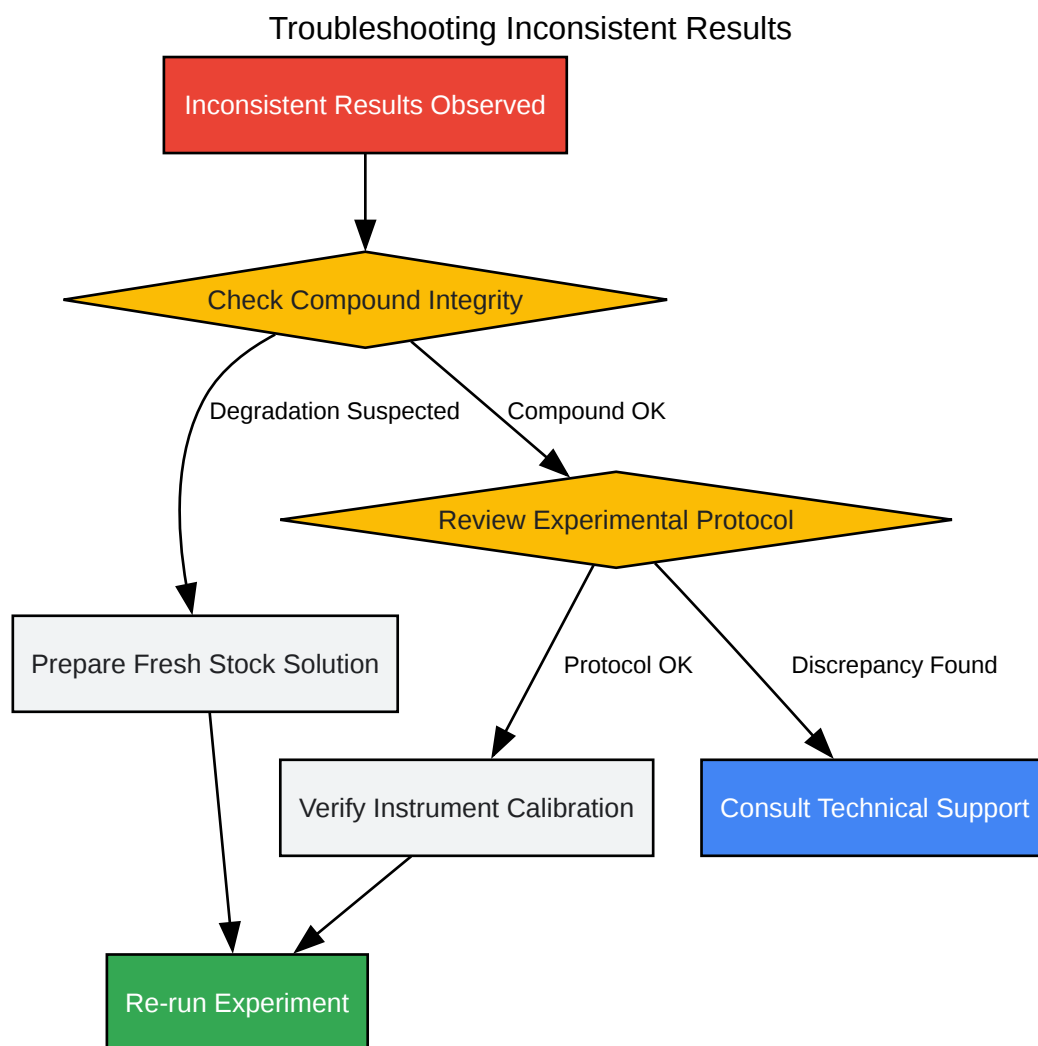 Troubleshooting Inconsistent Results
Inconsistent Results Observed
Check Compound Integrity
Degradation Suspected
Compound OK
Review Experimental Protocol
Prepare Fresh Stock Solution
Protocol OK
Discrepancy Found
Verify Instrument Calibration
Consult Technical Support
Re-run Experiment